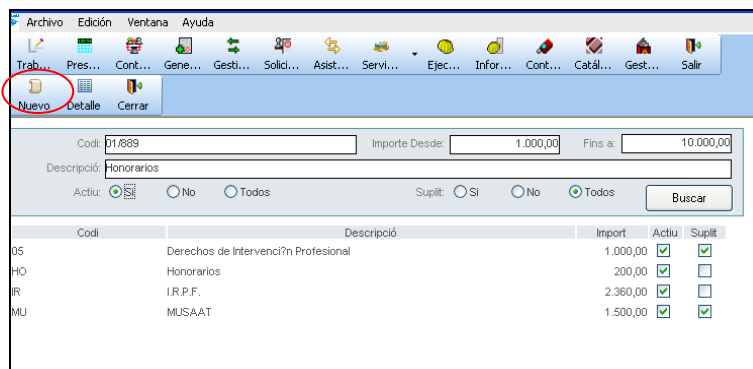 Archivo Edición Ventana Ayuda
Trab... Pres... Cont... Gene... Gesti... Solici... Asist... Servi... Ejec... Infor... Cont... Catál... Gest... Salir
Nuevo Detalle Cerrar
Codi: 01/889 Importe Desde: 1.000,00 Fins a: 10.000,00
Descripció: Honorarios
Actiu: Si No Todos Suplit: Si No Todos Buscar
Codi Descripció Import Actiu Suplit
05 Derechos de Intervenci?n Profesional 1.000,00
HO Honorarios 200,00
IR I.R.P.F. 2.360,00
MU MUSAAT 1.500,00